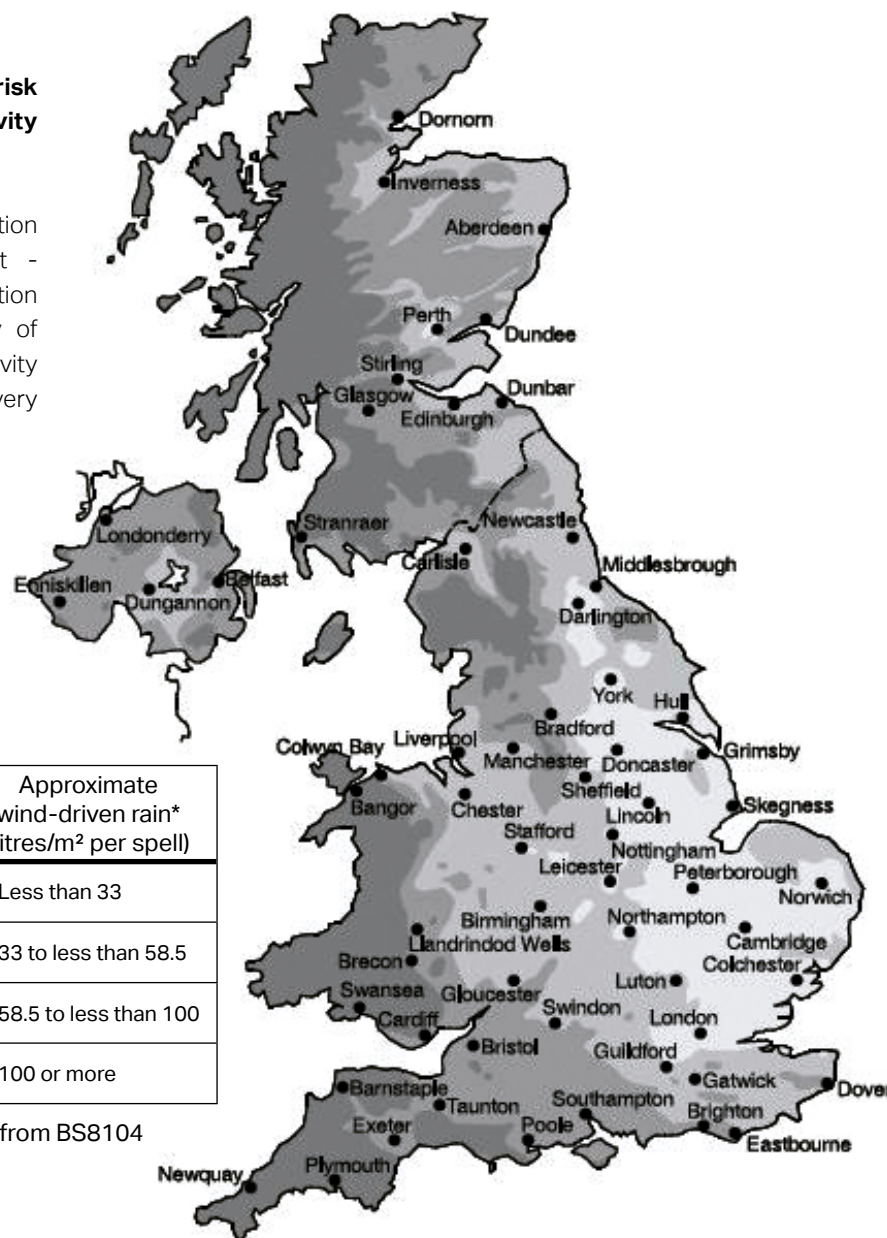 risk
vity
tion
t -
tion
y of
vity
very
Dornorn
Inverness
Aberdeen
Perth
Dundee
Stirling
Glasgow
Edinburgh
Dunbar
Londonderry
Stranraer
Newcastle
Carlisle
Middlesbrough
Enniskillen
Belfast
Dungannon
Darlington
York
Hull
Bradford
Colwyn Bay
Liverpool
Manchester
Doncaster
Grimsby
Bangor
Chester
Sheffield
Lincoln
Skegness
Stafford
Nottingham
Leicester
Peterborough
Norwich
Birmingham
Northampton
Llandrindod Wells
Cambridge
Brecon
Colchester
Swansea
Gloucester
Luton
Cardiff
Swindon
London
Bristol
Guildford
Gatwick
Dover
Barnstaple
Taunton
Southampton
Brighton
Exeter
Poole
Eastbourne
Newquay
Plymouth
Approximate
wind-driven rain*
itres/m² per spell)
Less than 33
33 to less than 58.5
58.5 to less than 100
100 or more
from BS8104